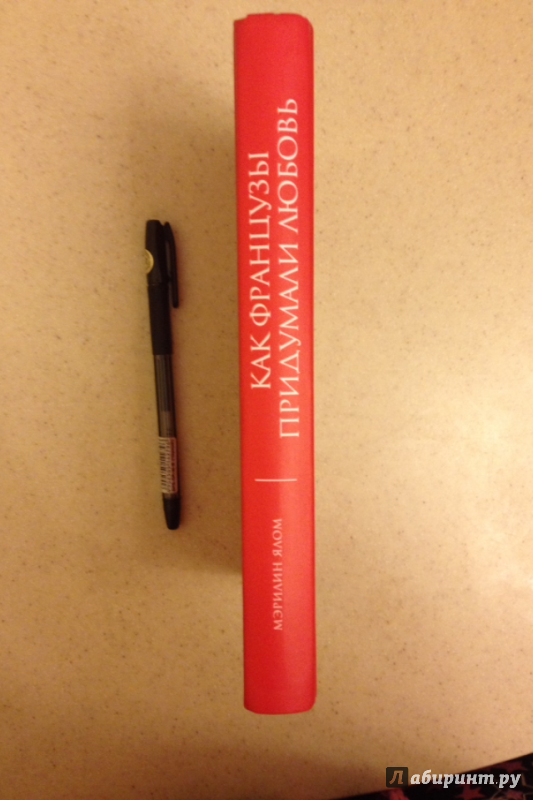 КАК ФРАНЦУЗЫ
ПРИДУМАЛИ ЛЮБОВЬ
МЭРИЛИН ЯЛОМ
Лабиринт.ру